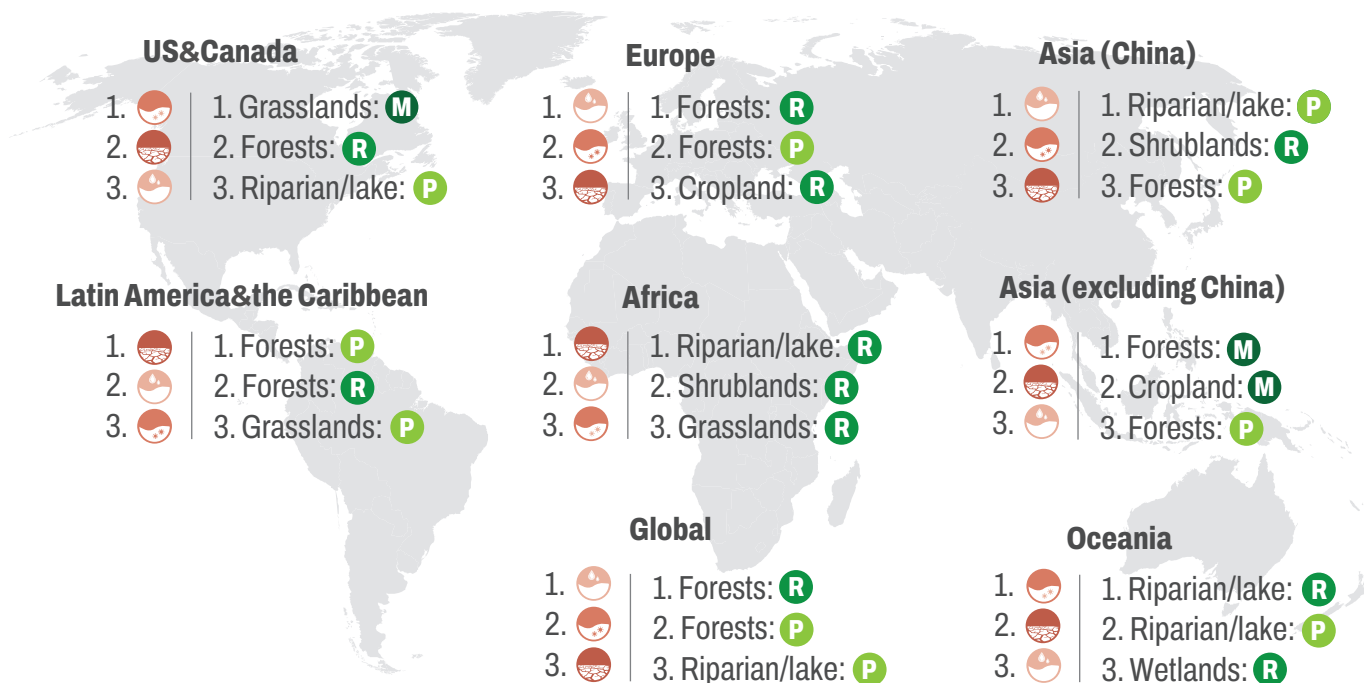 US&Canada
1.
2.
3.
1. Grasslands: M
2. Forests: R
3. Riparian/lake: P
Europe
1.
2.
3.
1. Forests: R
2. Forests: P
3. Cropland: R
Asia (China)
1.
2.
3.
1. Riparian/lake: P
2. Shrublands: R
3. Forests: P
Latin America&the Caribbean
1.
2.
3.
1. Forests: P
2. Forests: R
3. Grasslands: P
Africa
1.
2.
3.
1. Riparian/lake: R
2. Shrublands: R
3. Grasslands: R
Asia (excluding China)
1.
2.
3.
1. Forests: M
2. Cropland: M
3. Forests: P
Global
1.
2.
3.
1. Forests: R
2. Forests: P
3. Riparian/lake: P
Oceania
1.
2.
3.
1. Riparian/lake: R
2. Riparian/lake: P
3. Wetlands: R